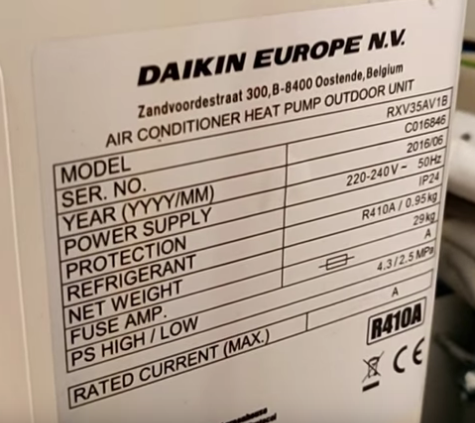 DAIKIN EUROPE N.V.
Zandvoordestraat 300, B-8400 Oostende, Belgium
AIR CONDITIONER HEAT PUMP OUTDOOR UNIT
MODEL RXV35AV1B
SER. NO. C016846
YEAR (YYYY/MM) 2016/06
POWER SUPPLY 220-240V ~ 50Hz
PROTECTION IP24
REFRIGERANT R410A / 0.95kg
NET WEIGHT 29kg
FUSE AMP. A
PS HIGH / LOW 4.3 / 2.5 MPa
RATED CURRENT (MAX.) A
R410A
CE